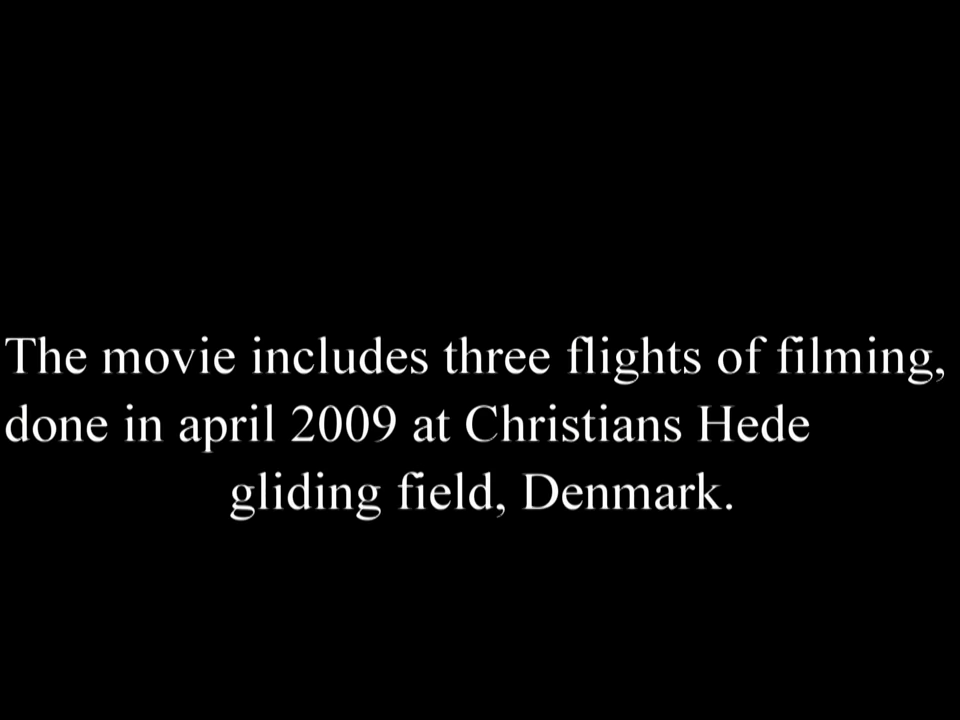 The movie includes three flights of filming,
done in april 2009 at Christians Hede
gliding field, Denmark.